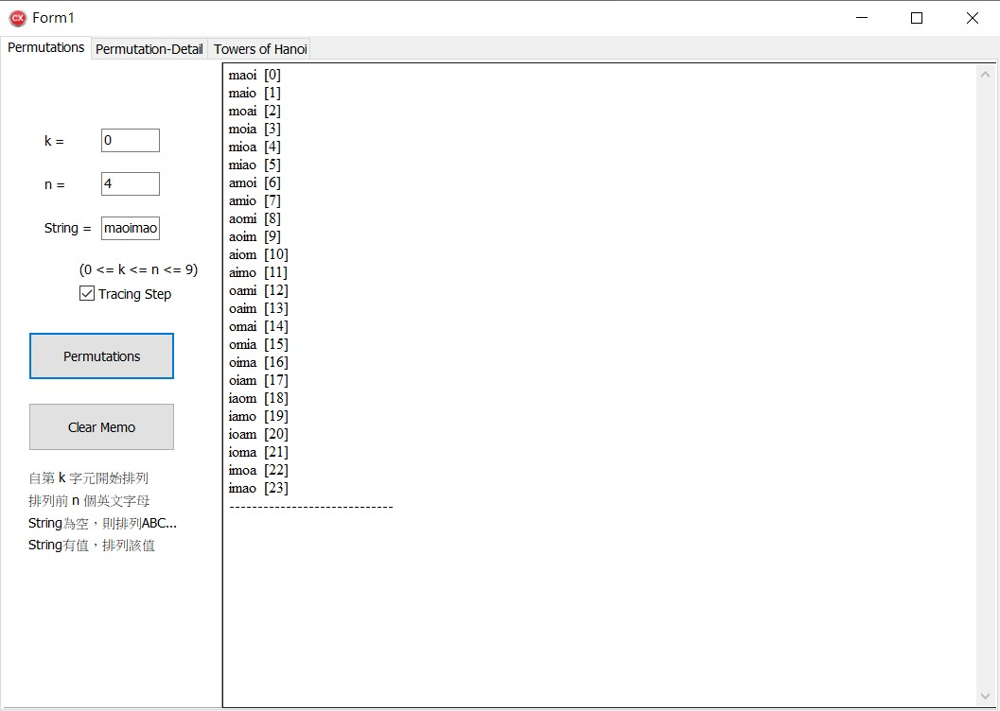 Form1
Permutations Permutation-Detail Towers of Hanoi
k = 0
n = 4
String = maoimao
(0 <= k <= n <= 9)
Tracing Step
Permutations
Clear Memo
自第 k 字元開始排列
排列前 n 個英文字母
String為空，則排列ABC...
String有值，排列該值
maoi [0]
maio [1]
moai [2]
moia [3]
mioa [4]
miao [5]
amoi [6]
amio [7]
aomi [8]
aoim [9]
aiom [10]
aimo [11]
oami [12]
oaim [13]
omai [14]
omia [15]
oima [16]
oiam [17]
iaom [18]
iamo [19]
ioam [20]
ioma [21]
imoa [22]
imao [23]
-----------------------------